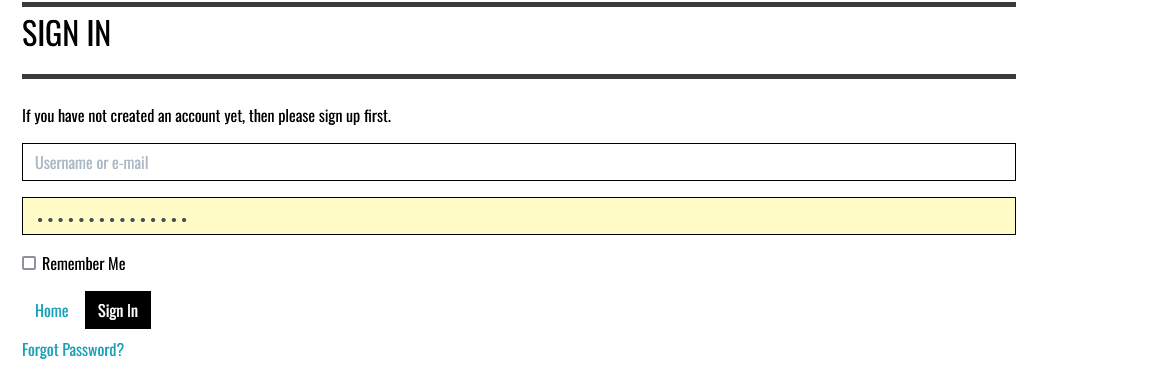 SIGN IN
If you have not created an account yet, then please sign up first.
Username or e-mail
•••••••••••••••
Remember Me
Home Sign In
Forgot Password?